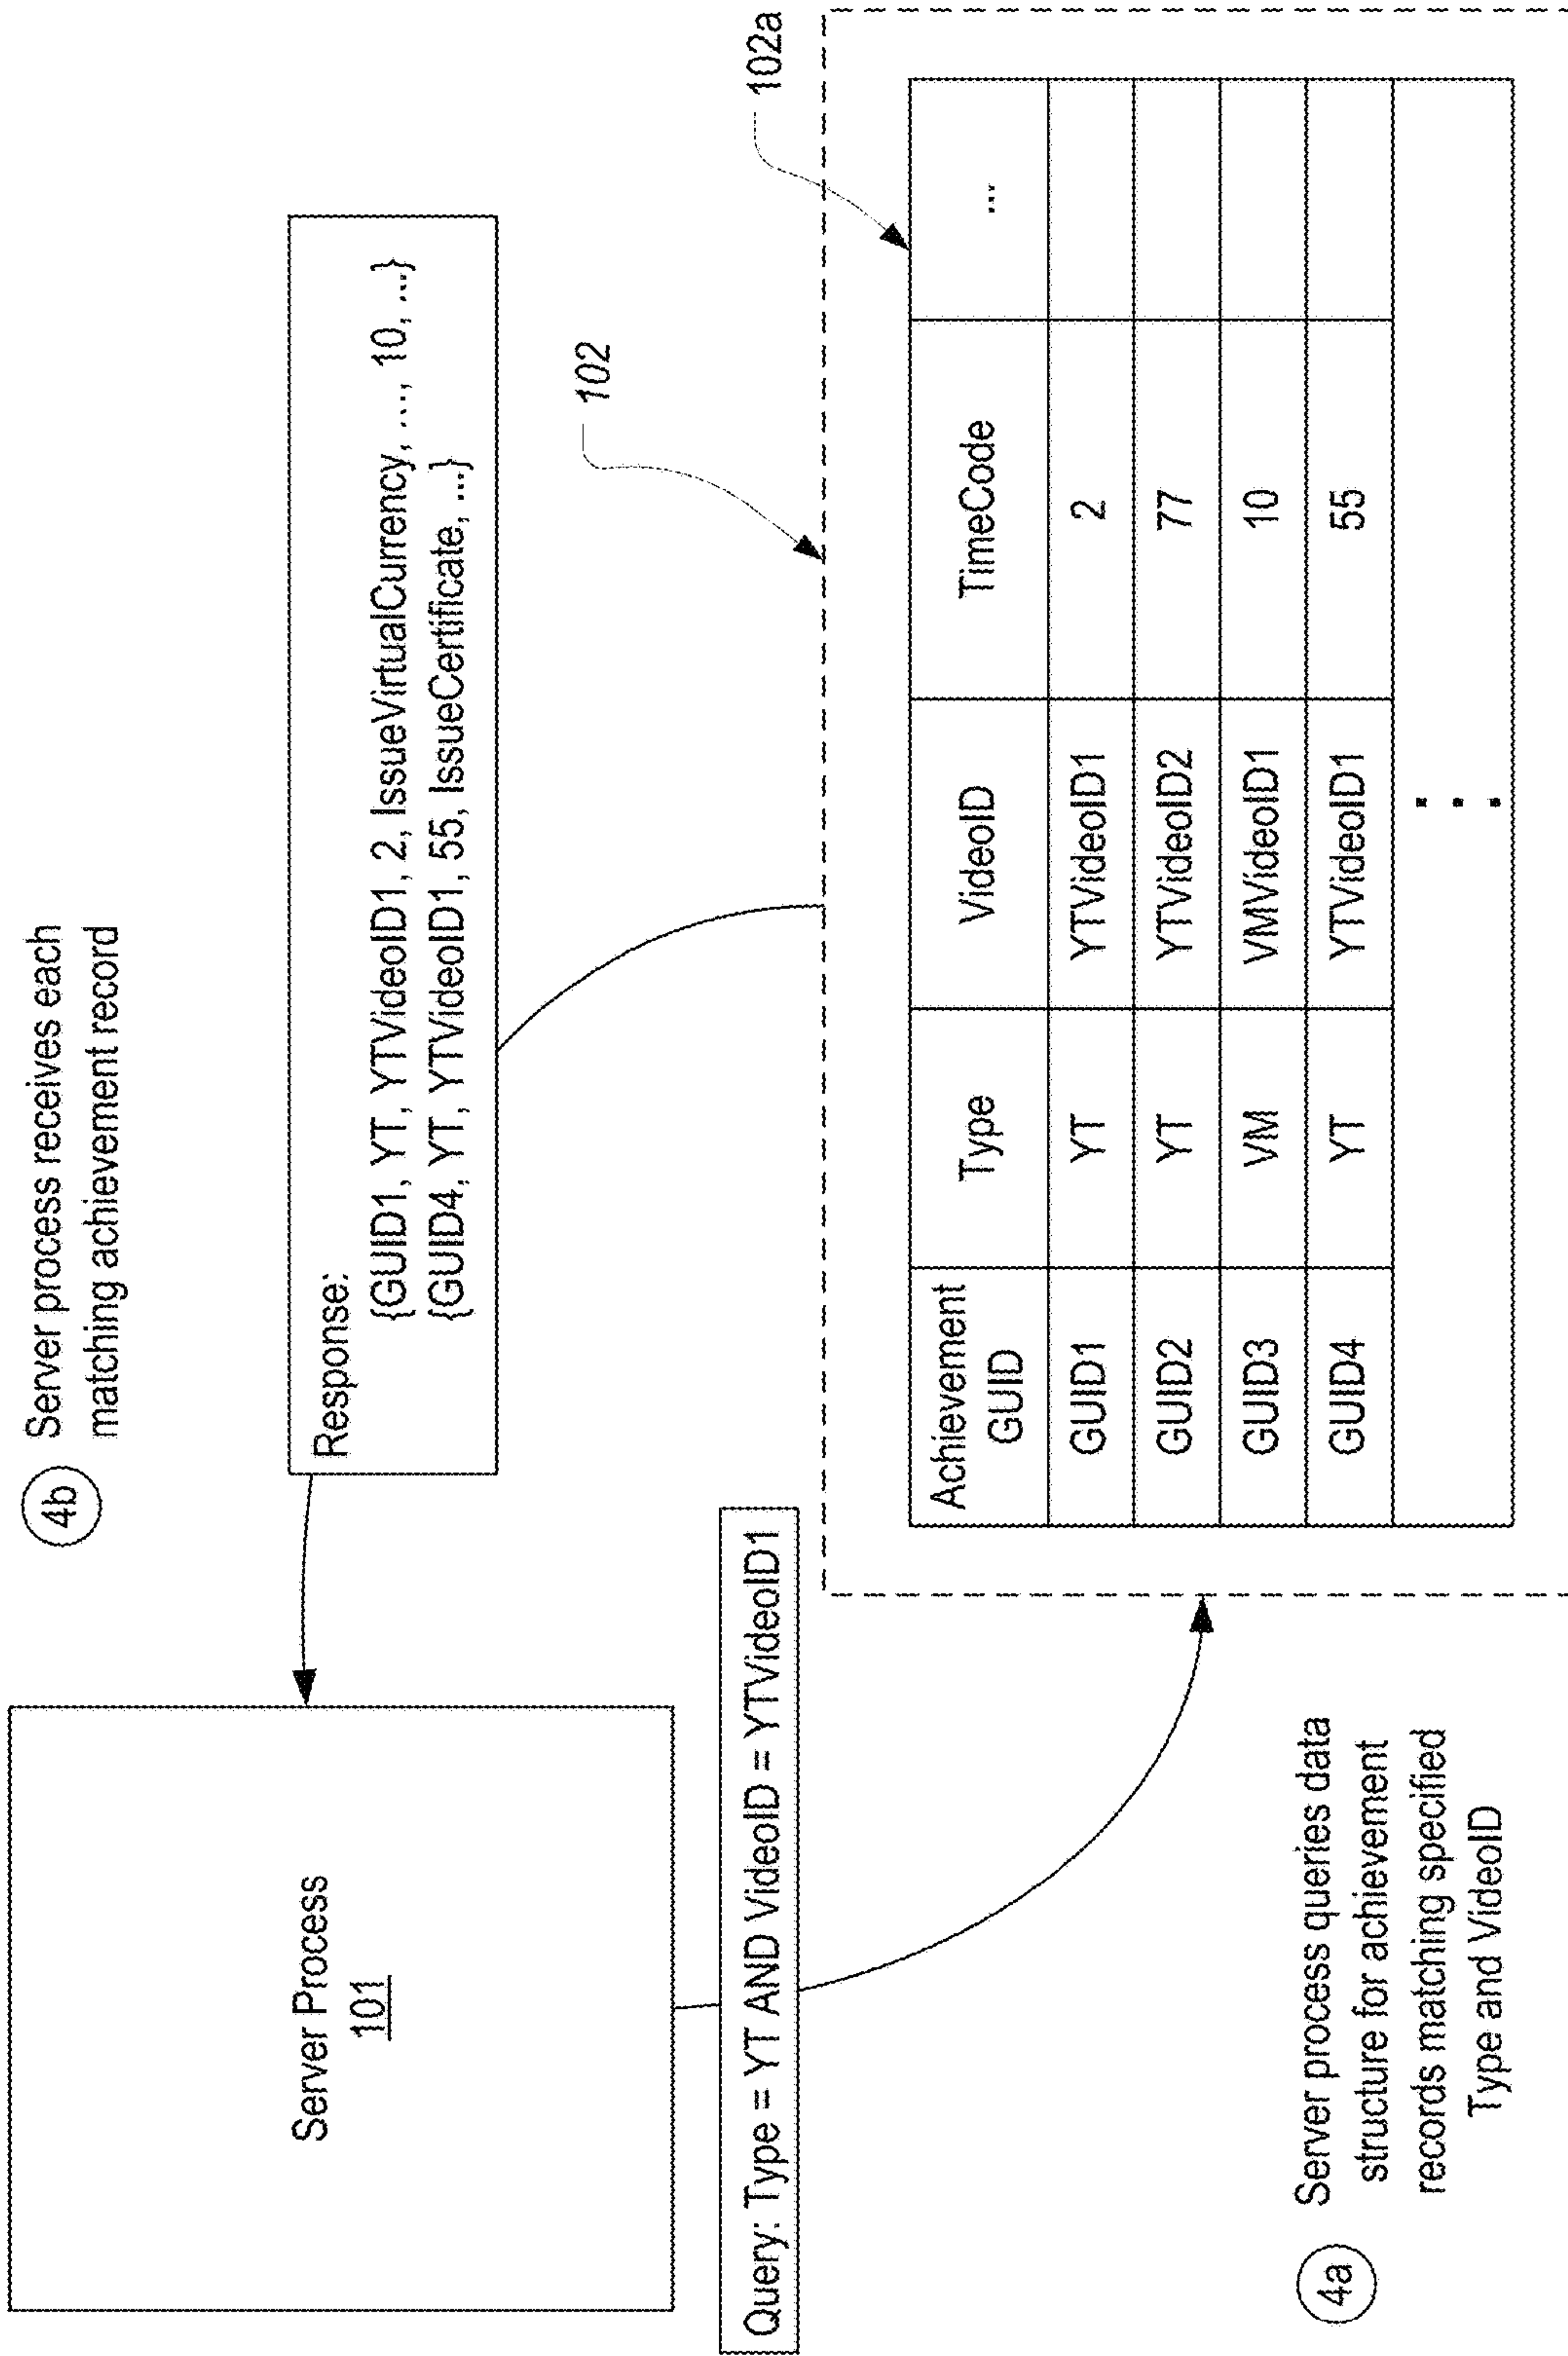 4b
Server process receives each
matching achievement record
Server Process
101
Response:
{GUID1, YT, YTVideoID1, 2, IssueVirtualCurrency, ..., 10, ...}
{GUID4, YT, YTVideoID1, 55, IssueCertificate, ...}
Query: Type = YT AND VideoID = YTVideoID1
102
102a
Achievement GUID Type VideoID TimeCode ...
GUID1 YT YTVideoID1 2
GUID2 YT YTVideoID2 77
GUID3 VM VMVideoID1 10
GUID4 YT YTVideoID1 55
4a
Server process queries data
structure for achievement
records matching specified
Type and VideoID